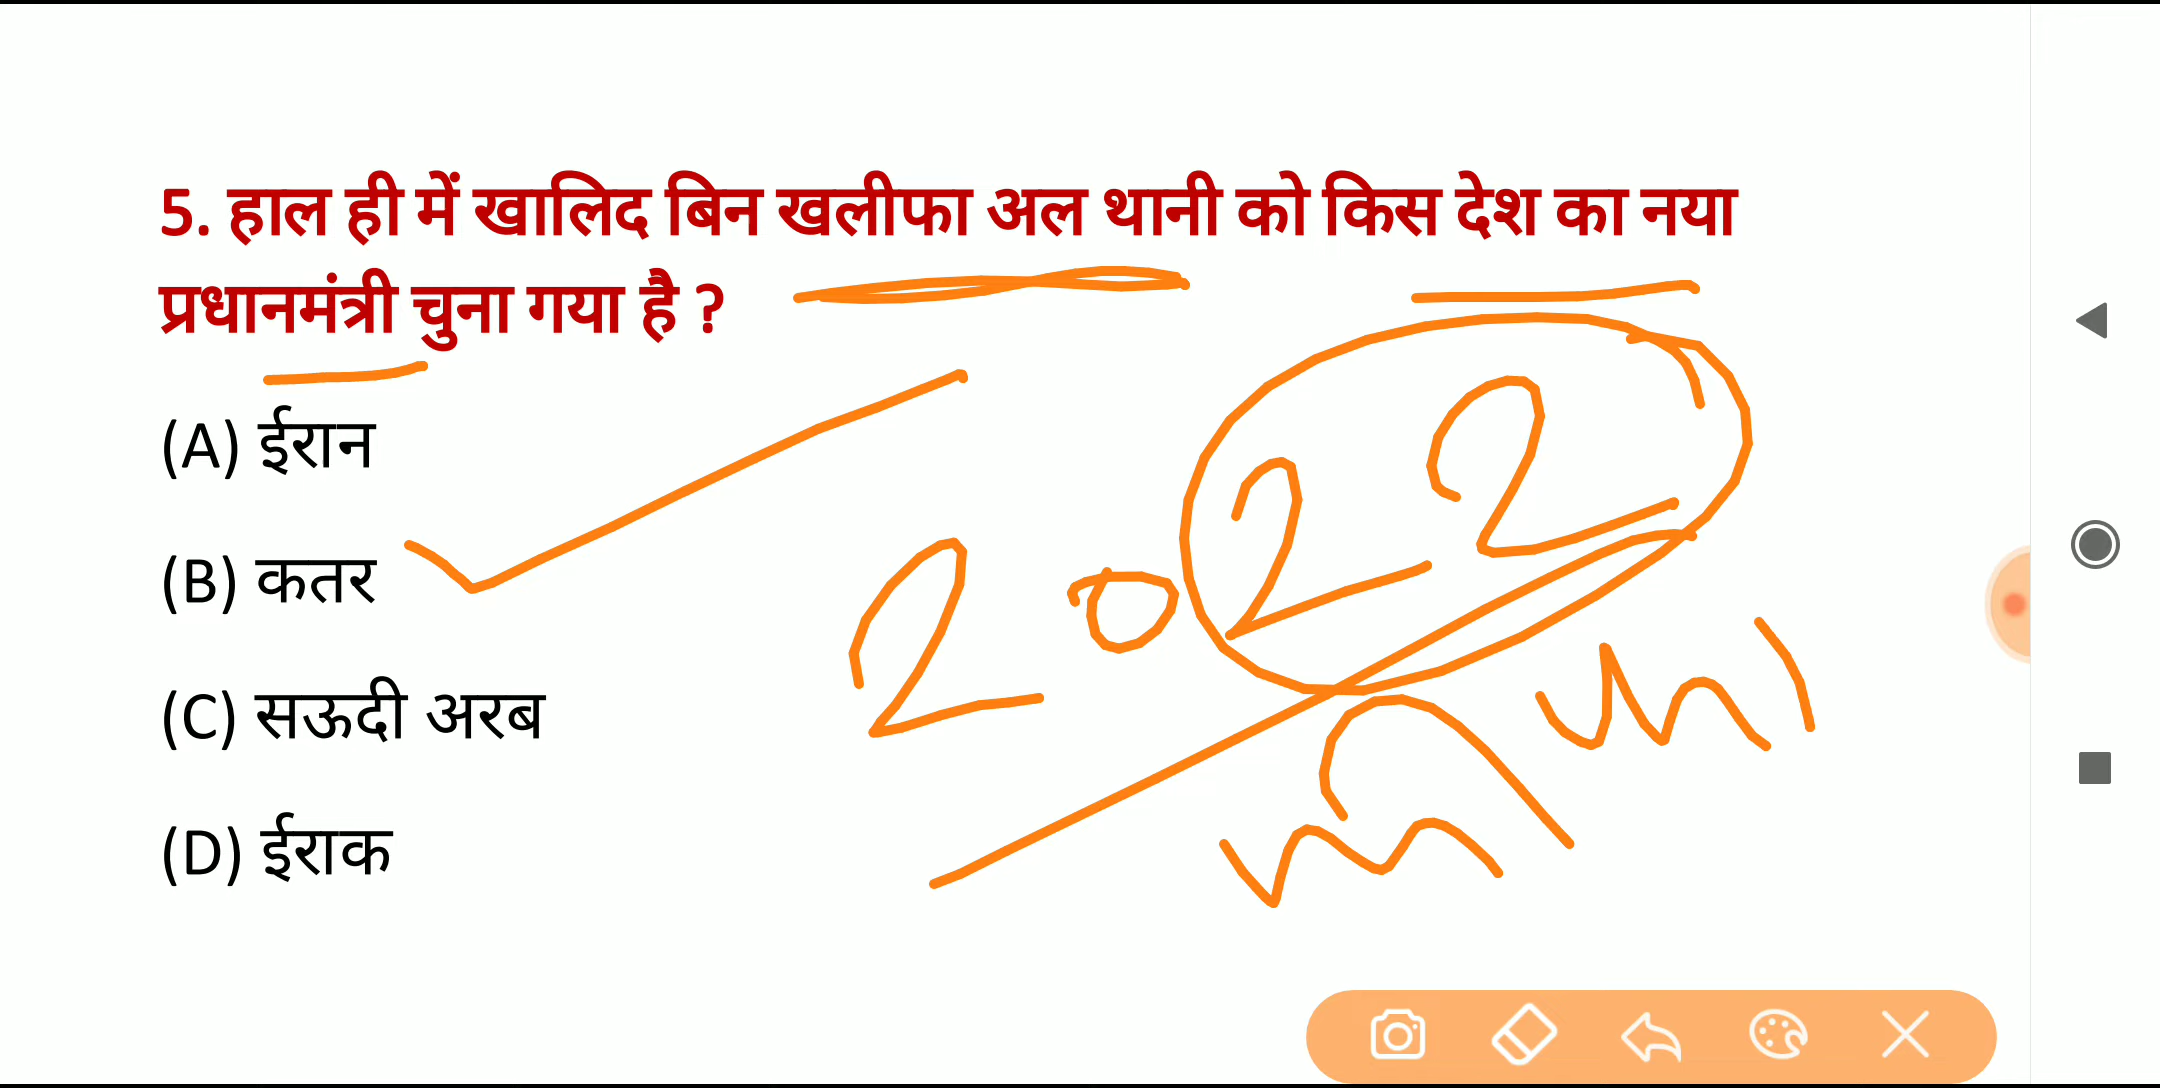 5. हाल ही में खालिद बिन खलीफा अल थानी को किस देश का नया
प्रधानमंत्री चुना गया है ?
(A) ईरान
(B) कतर
(C) सऊदी अरब
(D) ईराक
2022